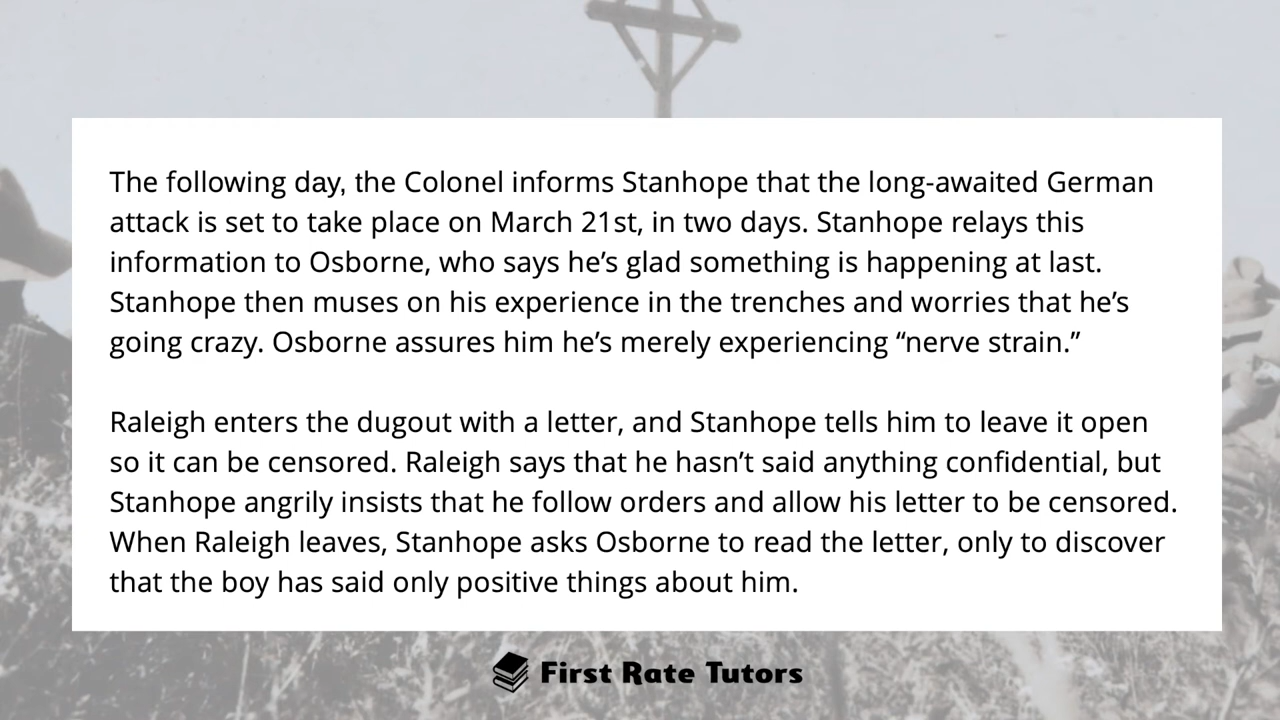 The following day, the Colonel informs Stanhope that the long-awaited German
attack is set to take place on March 21st, in two days. Stanhope relays this
information to Osborne, who says he’s glad something is happening at last.
Stanhope then muses on his experience in the trenches and worries that he’s
going crazy. Osborne assures him he’s merely experiencing “nerve strain.”
Raleigh enters the dugout with a letter, and Stanhope tells him to leave it open
so it can be censored. Raleigh says that he hasn’t said anything confidential, but
Stanhope angrily insists that he follow orders and allow his letter to be censored.
When Raleigh leaves, Stanhope asks Osborne to read the letter, only to discover
that the boy has said only positive things about him.
First Rate Tutors